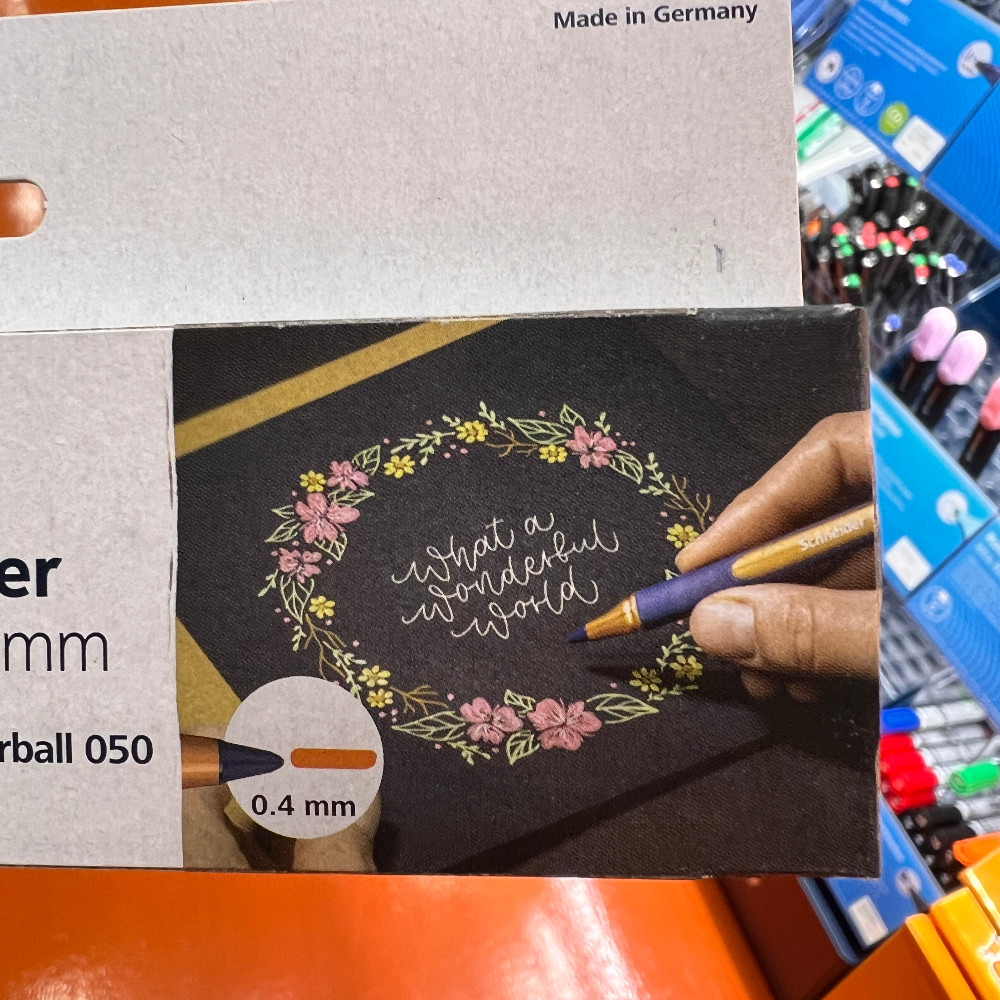 Made in Germany
er
mm
rball 050
0.4 mm
What a
wonderful
world
Schneider